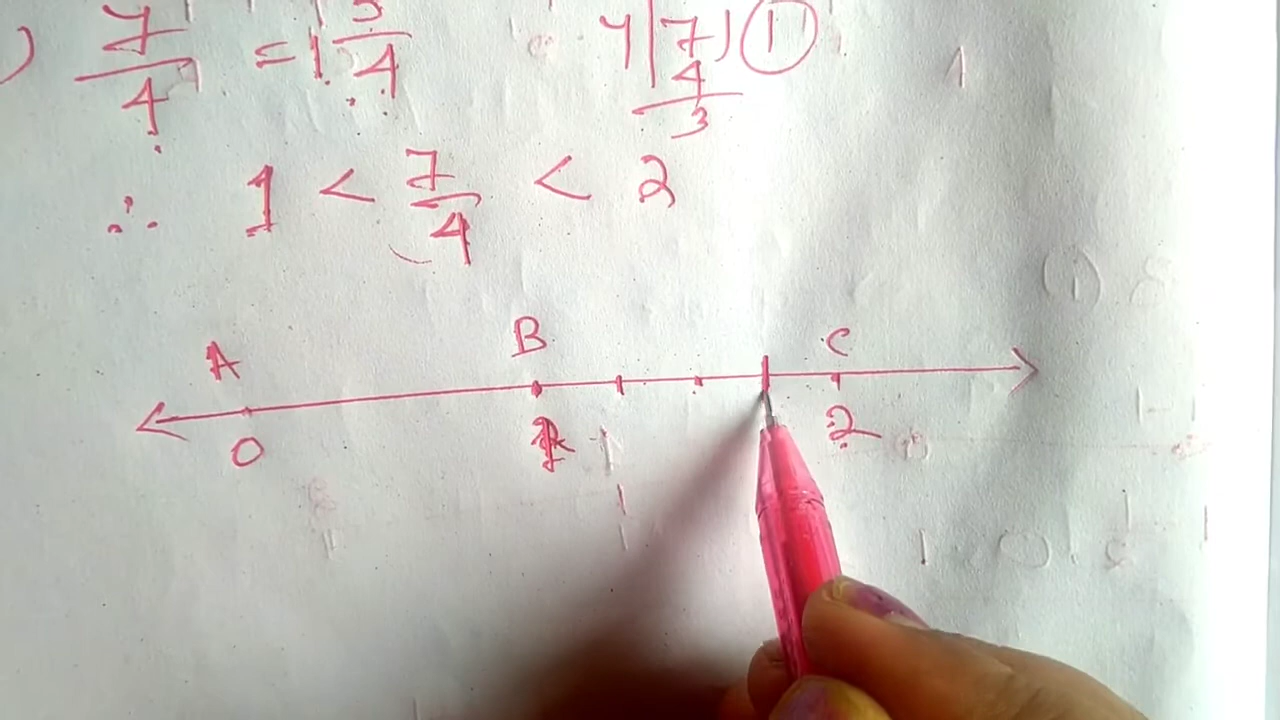 ) 7/4 = 1 3/4 4|7|1
4
3
∴ 1 < 7/4 < 2
A B C
0 1 2